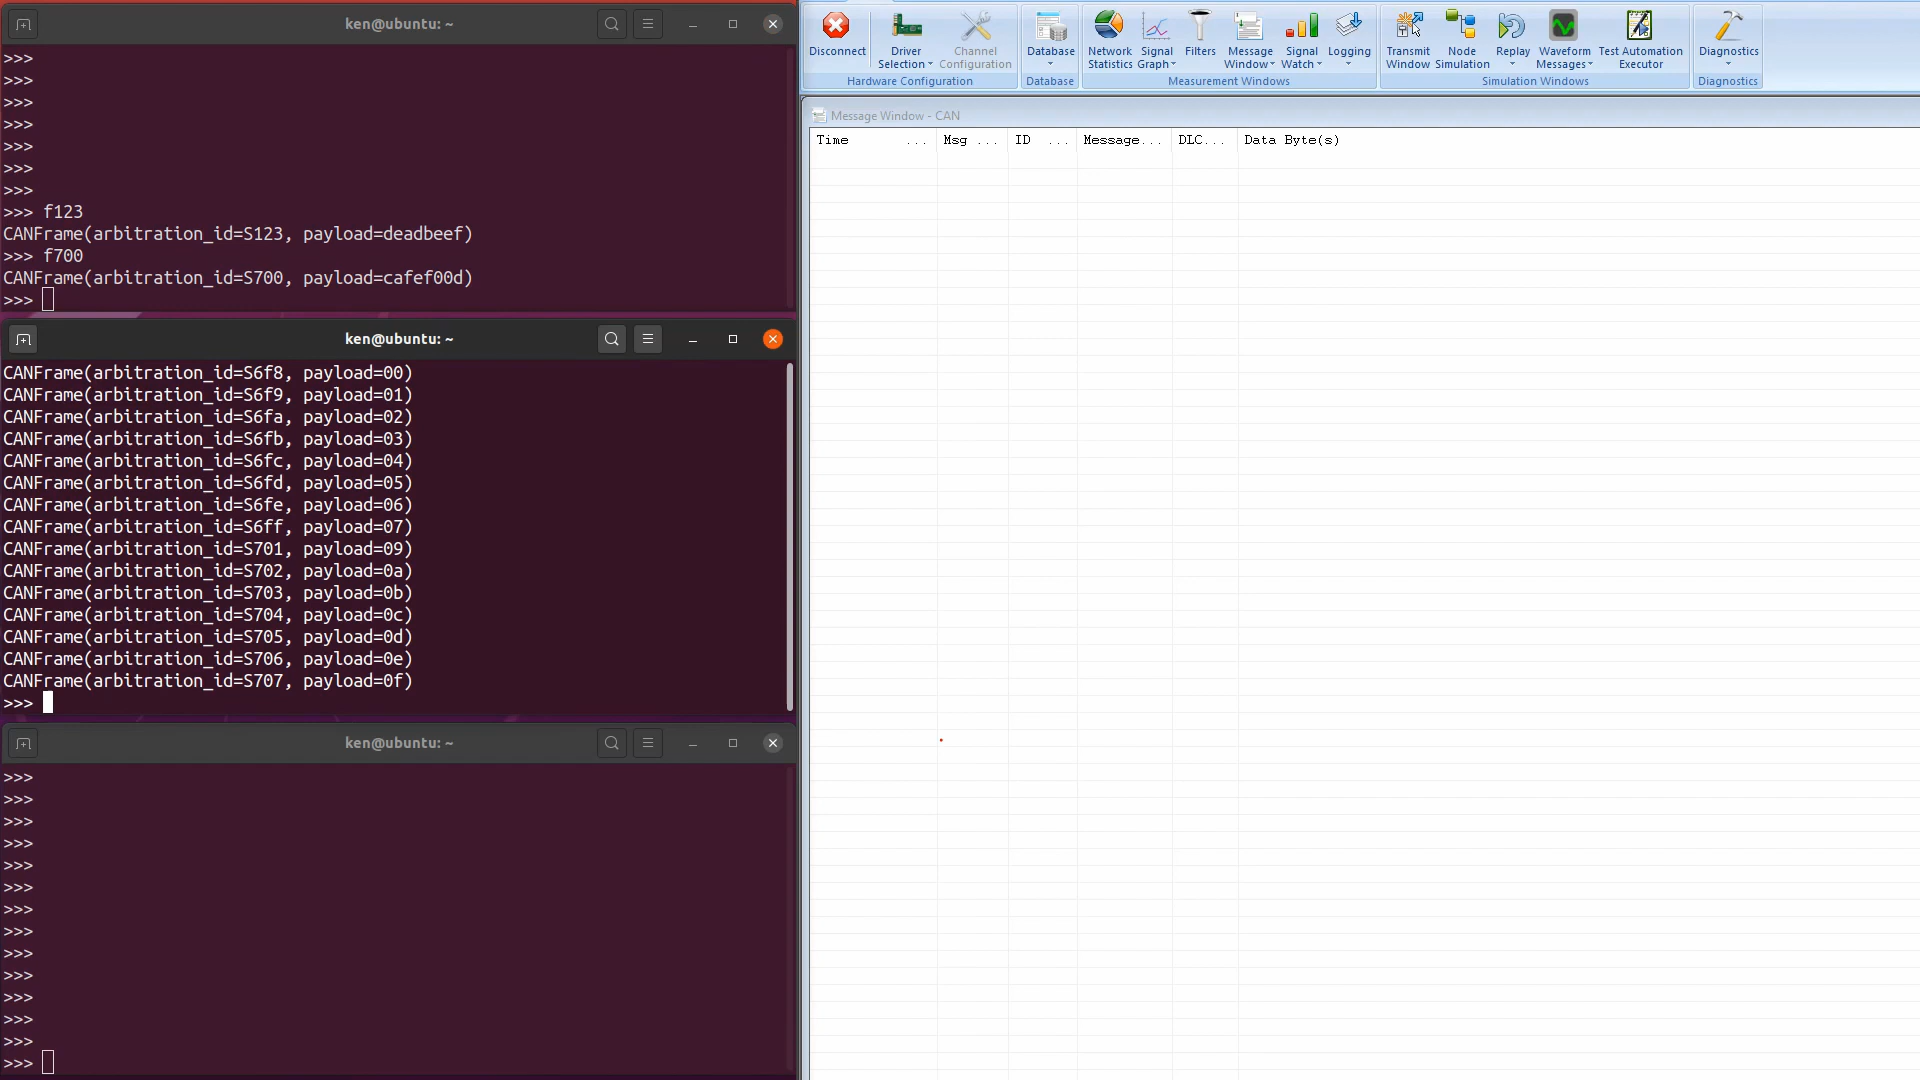 ken@ubuntu: ~
>>>
>>>
>>>
>>>
>>>
>>>
>>>
>>> f123
CANFrame(arbitration_id=S123, payload=deadbeef)
>>> f700
CANFrame(arbitration_id=S700, payload=cafef00d)
>>>
ken@ubuntu: ~
CANFrame(arbitration_id=S6f8, payload=00)
CANFrame(arbitration_id=S6f9, payload=01)
CANFrame(arbitration_id=S6fa, payload=02)
CANFrame(arbitration_id=S6fb, payload=03)
CANFrame(arbitration_id=S6fc, payload=04)
CANFrame(arbitration_id=S6fd, payload=05)
CANFrame(arbitration_id=S6fe, payload=06)
CANFrame(arbitration_id=S6ff, payload=07)
CANFrame(arbitration_id=S701, payload=09)
CANFrame(arbitration_id=S702, payload=0a)
CANFrame(arbitration_id=S703, payload=0b)
CANFrame(arbitration_id=S704, payload=0c)
CANFrame(arbitration_id=S705, payload=0d)
CANFrame(arbitration_id=S706, payload=0e)
CANFrame(arbitration_id=S707, payload=0f)
>>>
ken@ubuntu: ~
>>>
>>>
>>>
>>>
>>>
>>>
>>>
>>>
>>>
>>>
>>>
>>>
>>>
>>>
Disconnect
Driver Selection
Channel Configuration
Hardware Configuration
Database
Database
Network Statistics
Signal Graph
Filters
Message Window
Signal Watch
Logging
Measurement Windows
Transmit Window
Node Simulation
Replay
Waveform Messages
Test Automation Executor
Simulation Windows
Diagnostics
Diagnostics
Message Window - CAN
Time ... Msg ... ID ... Message... DLC... Data Byte(s)